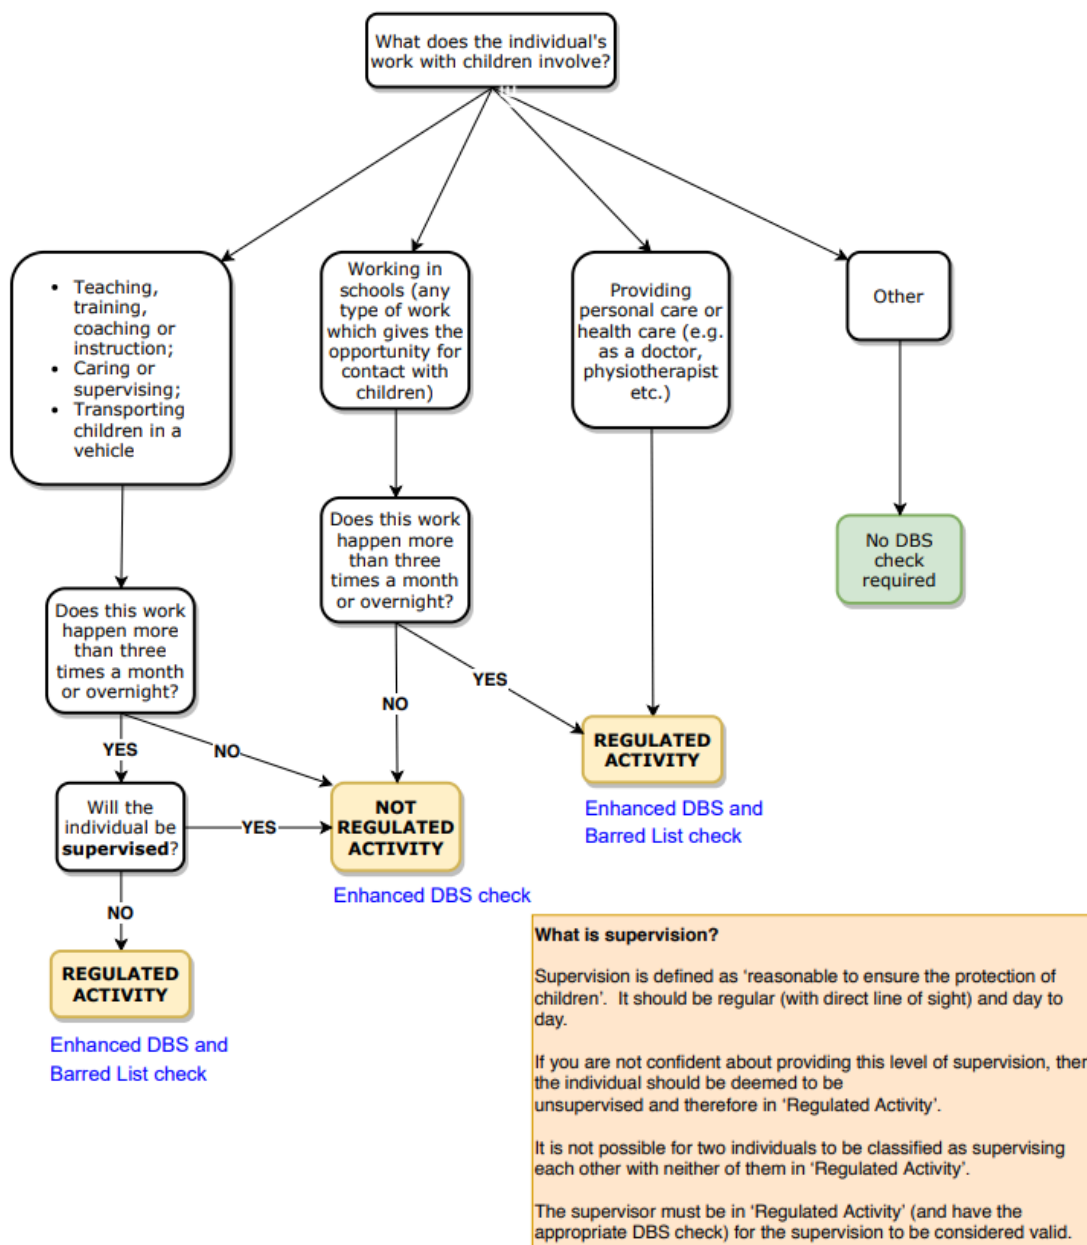 What does the individual's
work with children involve?
• Teaching,
training,
coaching or
instruction;
• Caring or
supervising;
• Transporting
children in a
vehicle
Working in
schools (any
type of work
which gives the
opportunity for
contact with
children)
Providing
personal care or
health care (e.g.
as a doctor,
physiotherapist
etc.)
Other
Does this work
happen more
than three
times a month
or overnight?
No DBS
check
required
Does this work
happen more
than three
times a month
or overnight?
YES
NO
YES
NO
REGULATED
ACTIVITY
Enhanced DBS and
Barred List check
Will the
individual be
supervised?
YES
NOT
REGULATED
ACTIVITY
Enhanced DBS check
NO
REGULATED
ACTIVITY
Enhanced DBS and
Barred List check
What is supervision?
Supervision is defined as ‘reasonable to ensure the protection of
children’. It should be regular (with direct line of sight) and day to
day.
If you are not confident about providing this level of supervision, then
the individual should be deemed to be
unsupervised and therefore in ‘Regulated Activity’.
It is not possible for two individuals to be classified as supervising
each other with neither of them in ‘Regulated Activity’.
The supervisor must be in ‘Regulated Activity’ (and have the
appropriate DBS check) for the supervision to be considered valid.